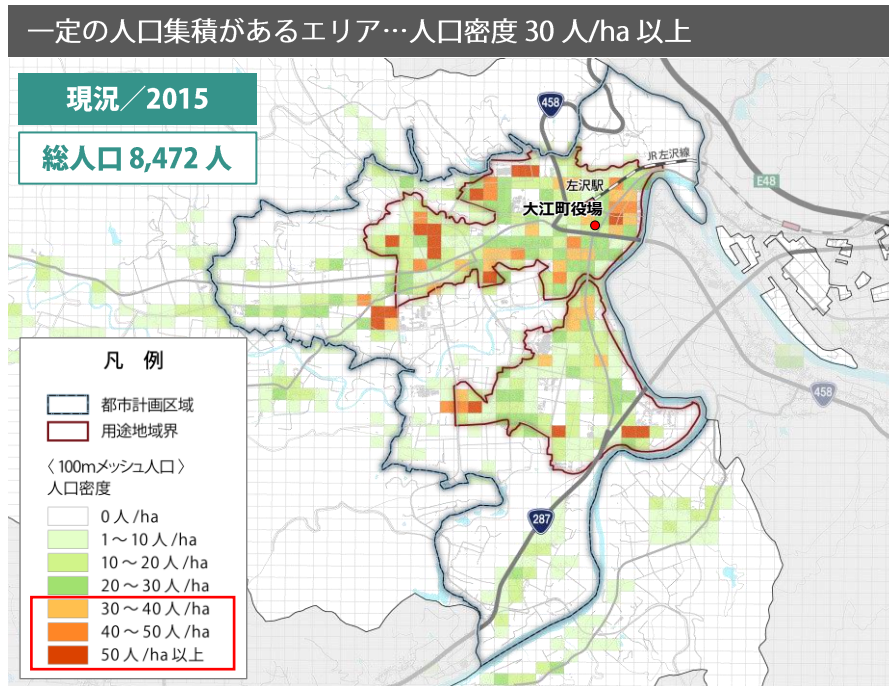 一定の人口集積があるエリア…人口密度 30 人/ha 以上
現況／2015
総人口 8,472 人
458
JR左沢線
左沢駅
E48
大江町役場
凡　例
都市計画区域
用途地域界
〈 100mメッシュ人口 〉
人口密度
0 人 /ha
1～10 人 /ha
10～20 人 /ha
20～30 人 /ha
30～40 人 /ha
40～50 人 /ha
50 人 /ha 以上
458
287